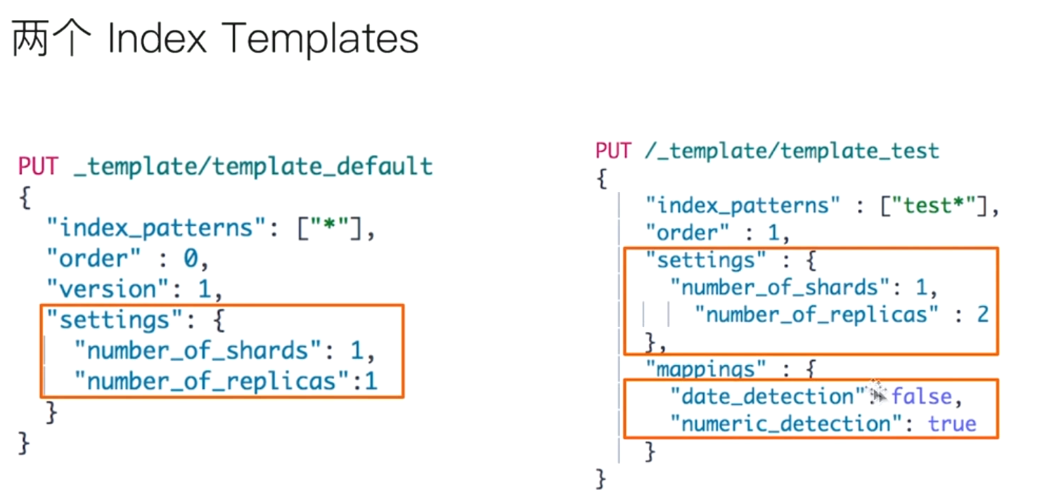 两个 Index Templates
PUT _template/template_default
{
"index_patterns": ["*"],
"order" : 0,
"version": 1,
"settings": {
"number_of_shards": 1,
"number_of_replicas":1
}
}
PUT /_template/template_test
{
"index_patterns" : ["test*"],
"order" : 1,
"settings" : {
"number_of_shards": 1,
"number_of_replicas" : 2
},
"mappings" : {
"date_detection": false,
"numeric_detection": true
}
}